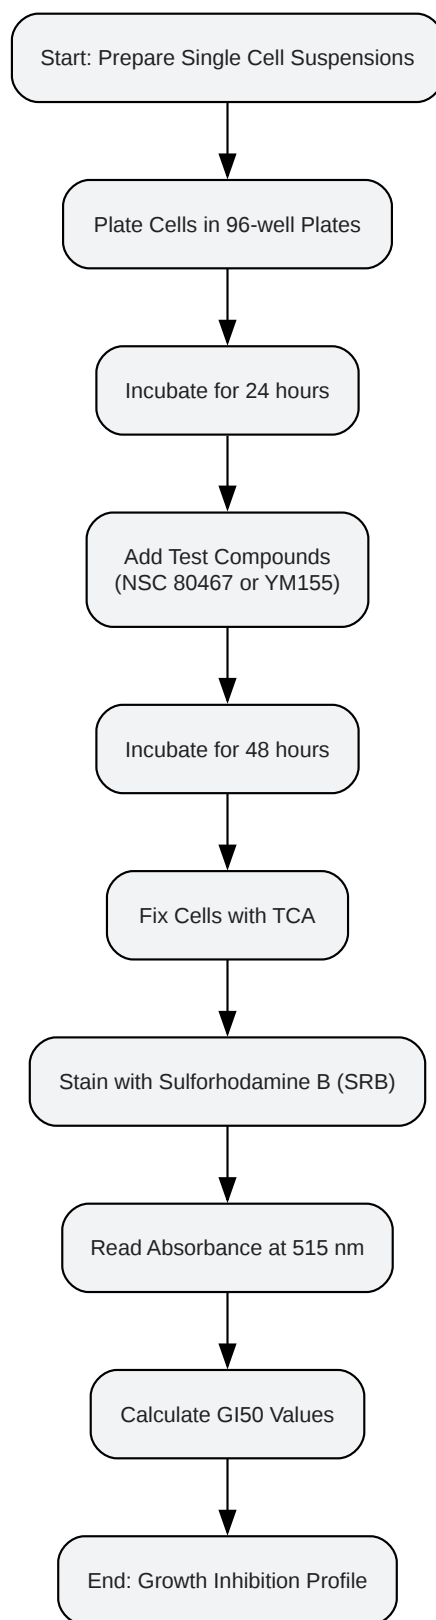 Start: Prepare Single Cell Suspensions
Plate Cells in 96-well Plates
Incubate for 24 hours
Add Test Compounds
(NSC 80467 or YM155)
Incubate for 48 hours
Fix Cells with TCA
Stain with Sulforhodamine B (SRB)
Read Absorbance at 515 nm
Calculate GI50 Values
End: Growth Inhibition Profile